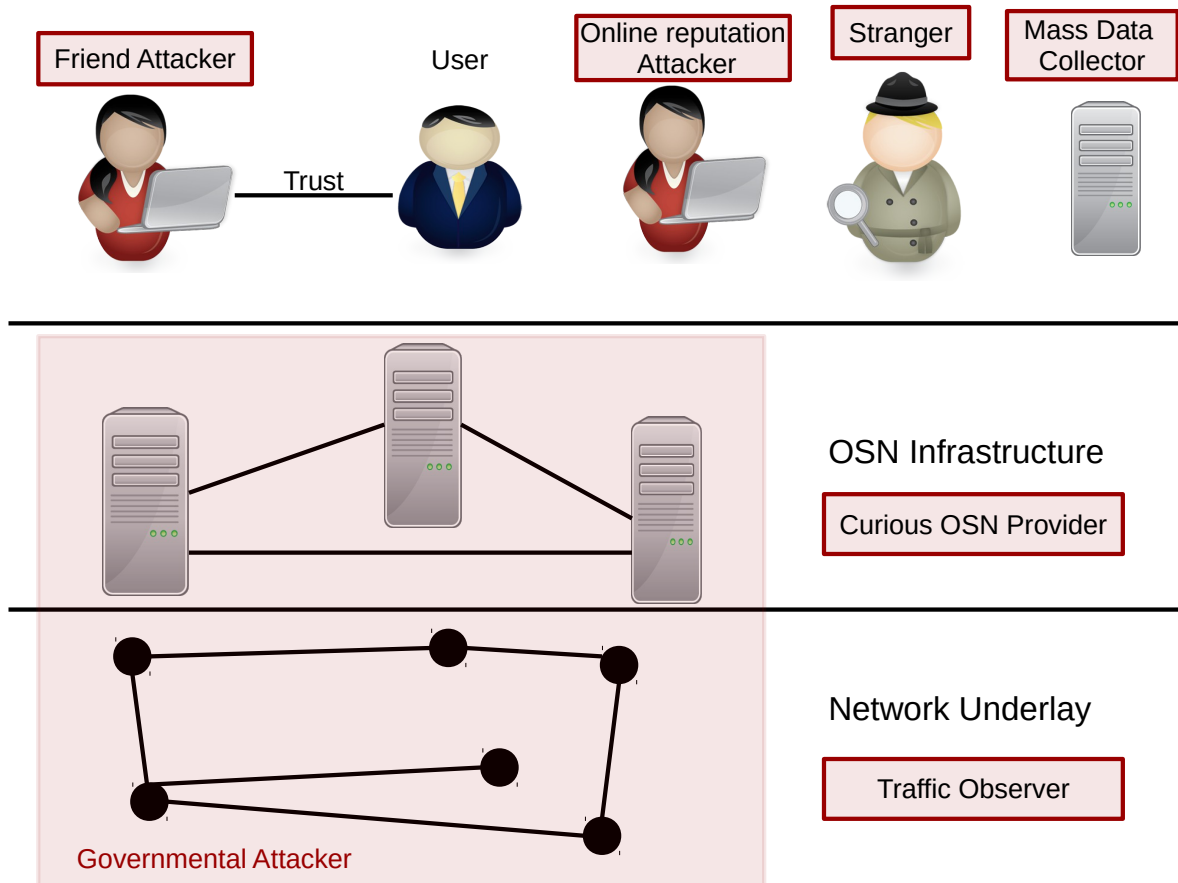 Friend Attacker
User
Online reputation
Attacker
Stranger
Mass Data
Collector
Trust
OSN Infrastructure
Curious OSN Provider
Network Underlay
Traffic Observer
Governmental Attacker